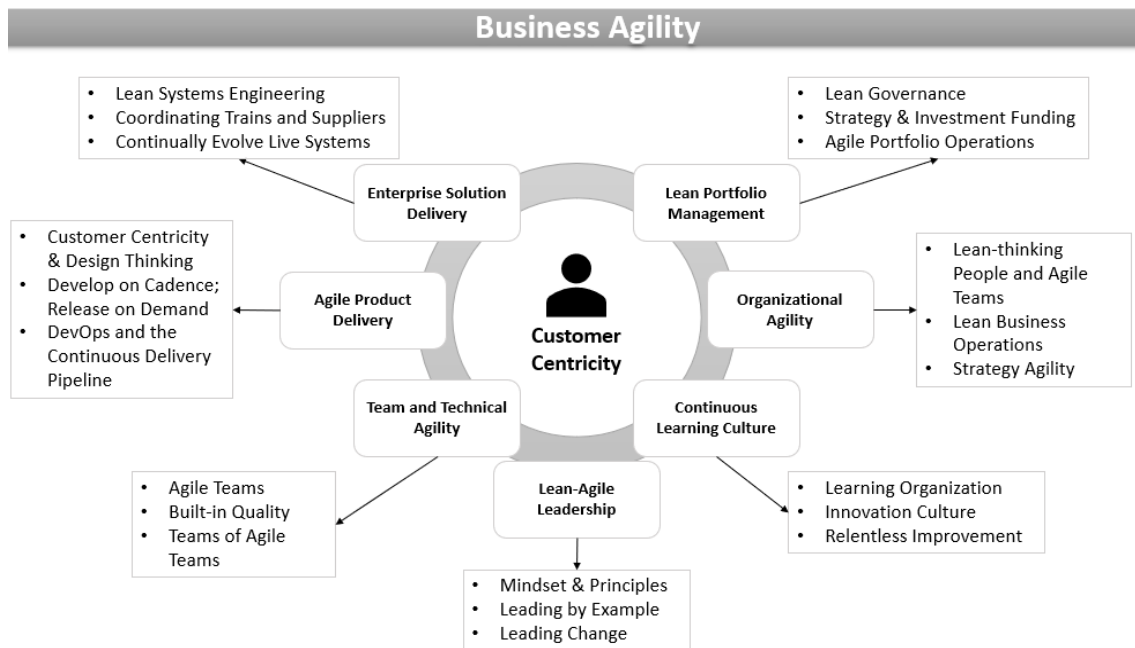 Business Agility
• Lean Systems Engineering
• Coordinating Trains and Suppliers
• Continually Evolve Live Systems
• Lean Governance
• Strategy & Investment Funding
• Agile Portfolio Operations
Enterprise Solution
Delivery
Lean Portfolio
Management
• Customer Centricity
& Design Thinking
• Develop on Cadence;
Release on Demand
• DevOps and the
Continuous Delivery
Pipeline
Agile Product
Delivery
Customer
Centricity
Organizational
Agility
• Lean-thinking
People and Agile
Teams
• Lean Business
Operations
• Strategy Agility
Team and Technical
Agility
Continuous
Learning Culture
• Agile Teams
• Built-in Quality
• Teams of Agile
Teams
Lean-Agile
Leadership
• Learning Organization
• Innovation Culture
• Relentless Improvement
• Mindset & Principles
• Leading by Example
• Leading Change